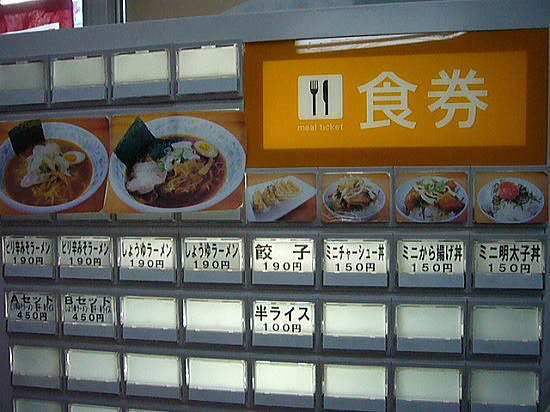 食券
meal ticket
ピリ辛みそラーメン
190円
ピリ辛みそラーメン
190円
しょうゆラーメン
190円
しょうゆラーメン
190円
餃子
190円
ミニチャーシュー丼
150円
ミニから揚げ丼
150円
ミニ明太子丼
150円
Aセット
450円
Bセット
450円
半ライス
100円